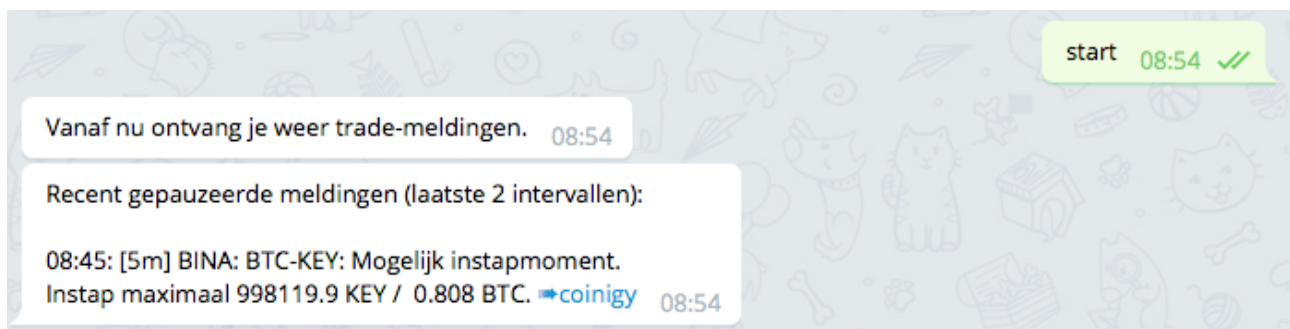 start 08:54
Vanaf nu ontvang je weer trade-meldingen. 08:54
Recent gepauzeerde meldingen (laatste 2 intervallen):
08:45: [5m] BINA: BTC-KEY: Mogelijk instapmoment.
Instap maximaal 998119.9 KEY / 0.808 BTC. ➠coinigy 08:54